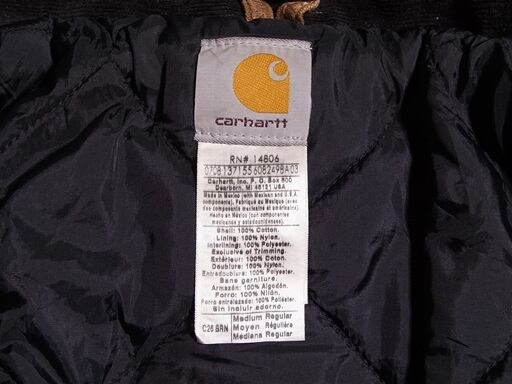 carhartt
RN# 14806
0708137155608249BA03
Carhartt, Inc. P. O. Box 600
Dearborn, MI 48121 USA
Made in Mexico (with Mexican and U.S.A.
components). Fabriqué au Mexique (avec
des composants mexicains et américains).
Hecho en México (con componentes
mexicanos y estadounidenses).
Shell: 100% Cotton.
Lining: 100% Nylon.
Interlining: 100% Polyester.
Exclusive of Trimming.
Extérieur: 100% Coton.
Doublure: 100% Nylon.
Entredoublure: 100% Polyester.
Sans garniture.
Armazón: 100% Algodón.
Forro: 100% Nilón.
Forro entrelazado: 100% Poliéster
Sin incluir adorno.
C26 BRN
Medium Regular
Moyen Régulière
Mediana Regular